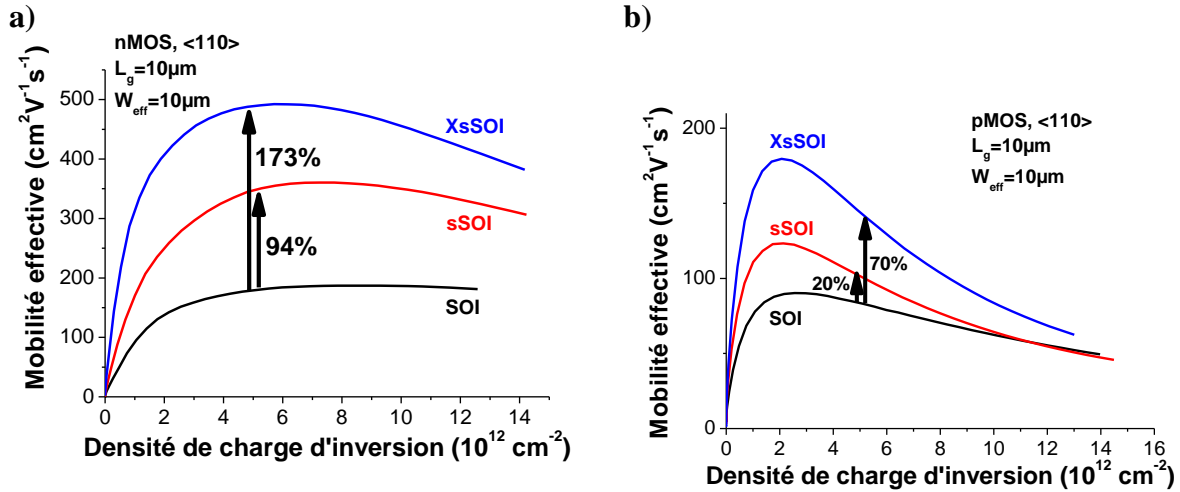 a)
nMOS, <110>
L_g=10µm
W_eff=10µm
Mobilité effective (cm²V⁻¹s⁻¹)
500
400
300
200
100
0
XsSOI
173%
sSOI
94%
SOI
0 2 4 6 8 10 12 14
Densité de charge d'inversion (10¹² cm⁻²)
b)
pMOS, <110>
L_g=10µm
W_eff=10µm
Mobilité effective (cm²V⁻¹s⁻¹)
200
100
0
XsSOI
sSOI
70%
20%
SOI
0 2 4 6 8 10 12 14 16
Densité de charge d'inversion (10¹² cm⁻²)